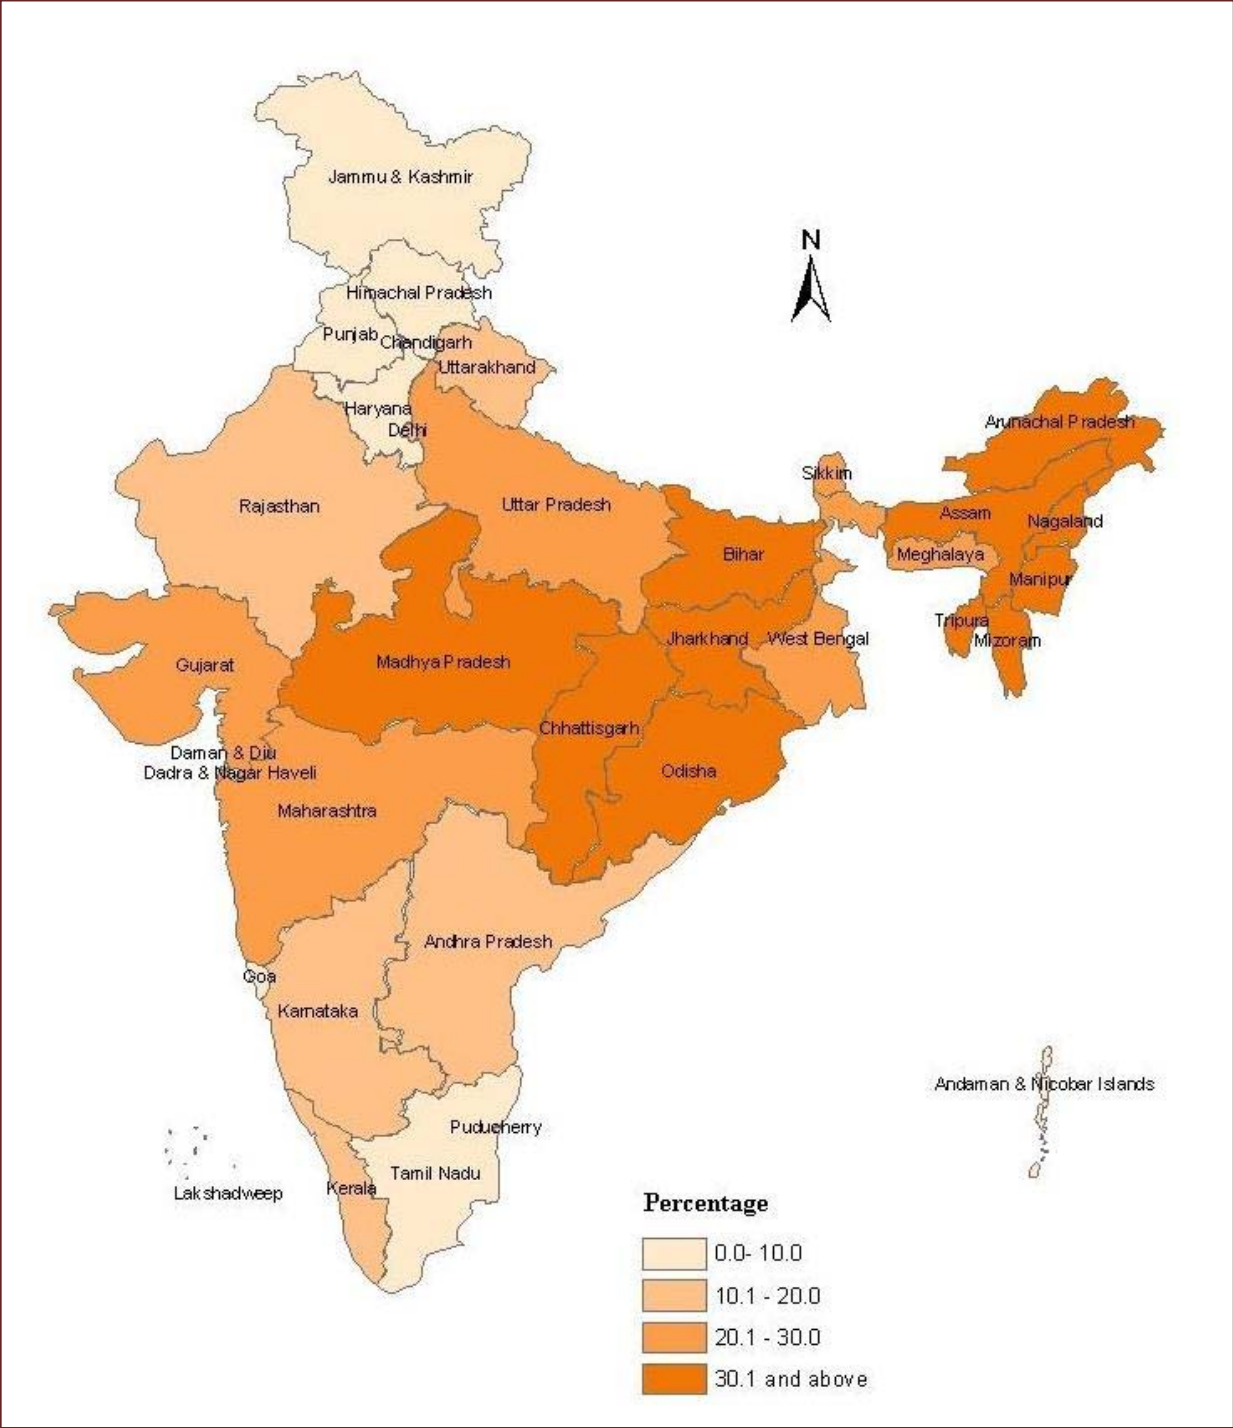 Jammu & Kashmir
N
Himachal Pradesh
Punjab
Chandigarh
Uttarakhand
Haryana
Delhi
Arunachal Pradesh
Sikkim
Rajasthan
Uttar Pradesh
Assam
Nagaland
Bihar
Meghalaya
Manipur
Tripura
Jharkhand
West Bengal
Mizoram
Gujarat
Madhya Pradesh
Chhattisgarh
Daman & Diu
Dadra & Nagar Haveli
Odisha
Maharashtra
Andhra Pradesh
Goa
Karnataka
Andaman & Nicobar Islands
Puducherry
Tamil Nadu
Lakshadweep
Kerala
Percentage
0.0- 10.0
10.1 - 20.0
20.1 - 30.0
30.1 and above